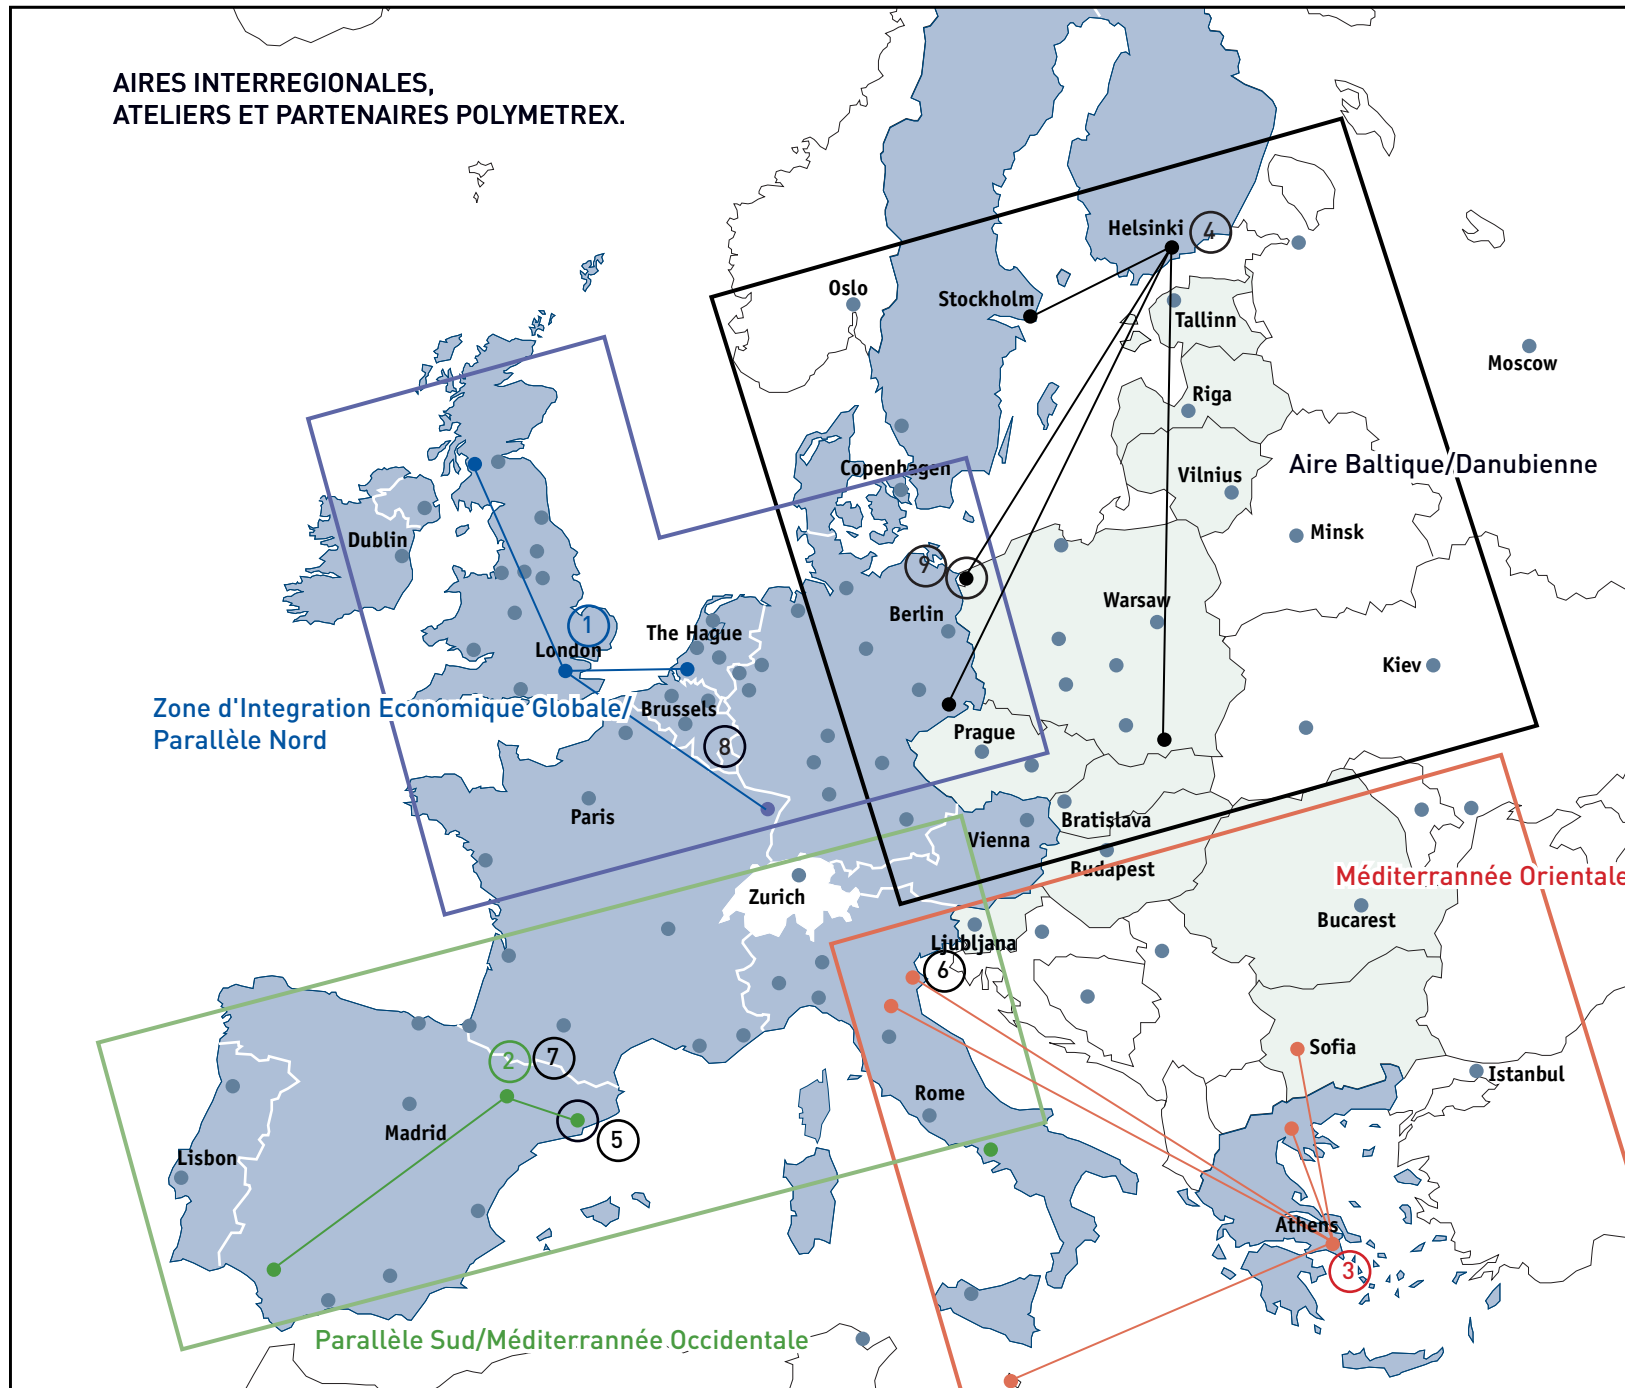 AIRES INTERREGIONALES,
ATELIERS ET PARTENAIRES POLYMETREX.
Helsinki
4
Oslo
Stockholm
Tallinn
Moscow
Riga
Copenhagen
Vilnius
Aire Baltique/Danubienne
Dublin
Minsk
9
Berlin
Warsaw
1
The Hague
London
Kiev
Zone d'Integration Economique Globale/
Parallèle Nord
Brussels
8
Prague
Paris
Bratislava
Vienna
Budapest
Méditerrannée Orientale
Zurich
Bucarest
Ljubljana
6
2
7
Sofia
Istanbul
Rome
Madrid
5
Lisbon
Athens
3
Parallèle Sud/Méditerrannée Occidentale